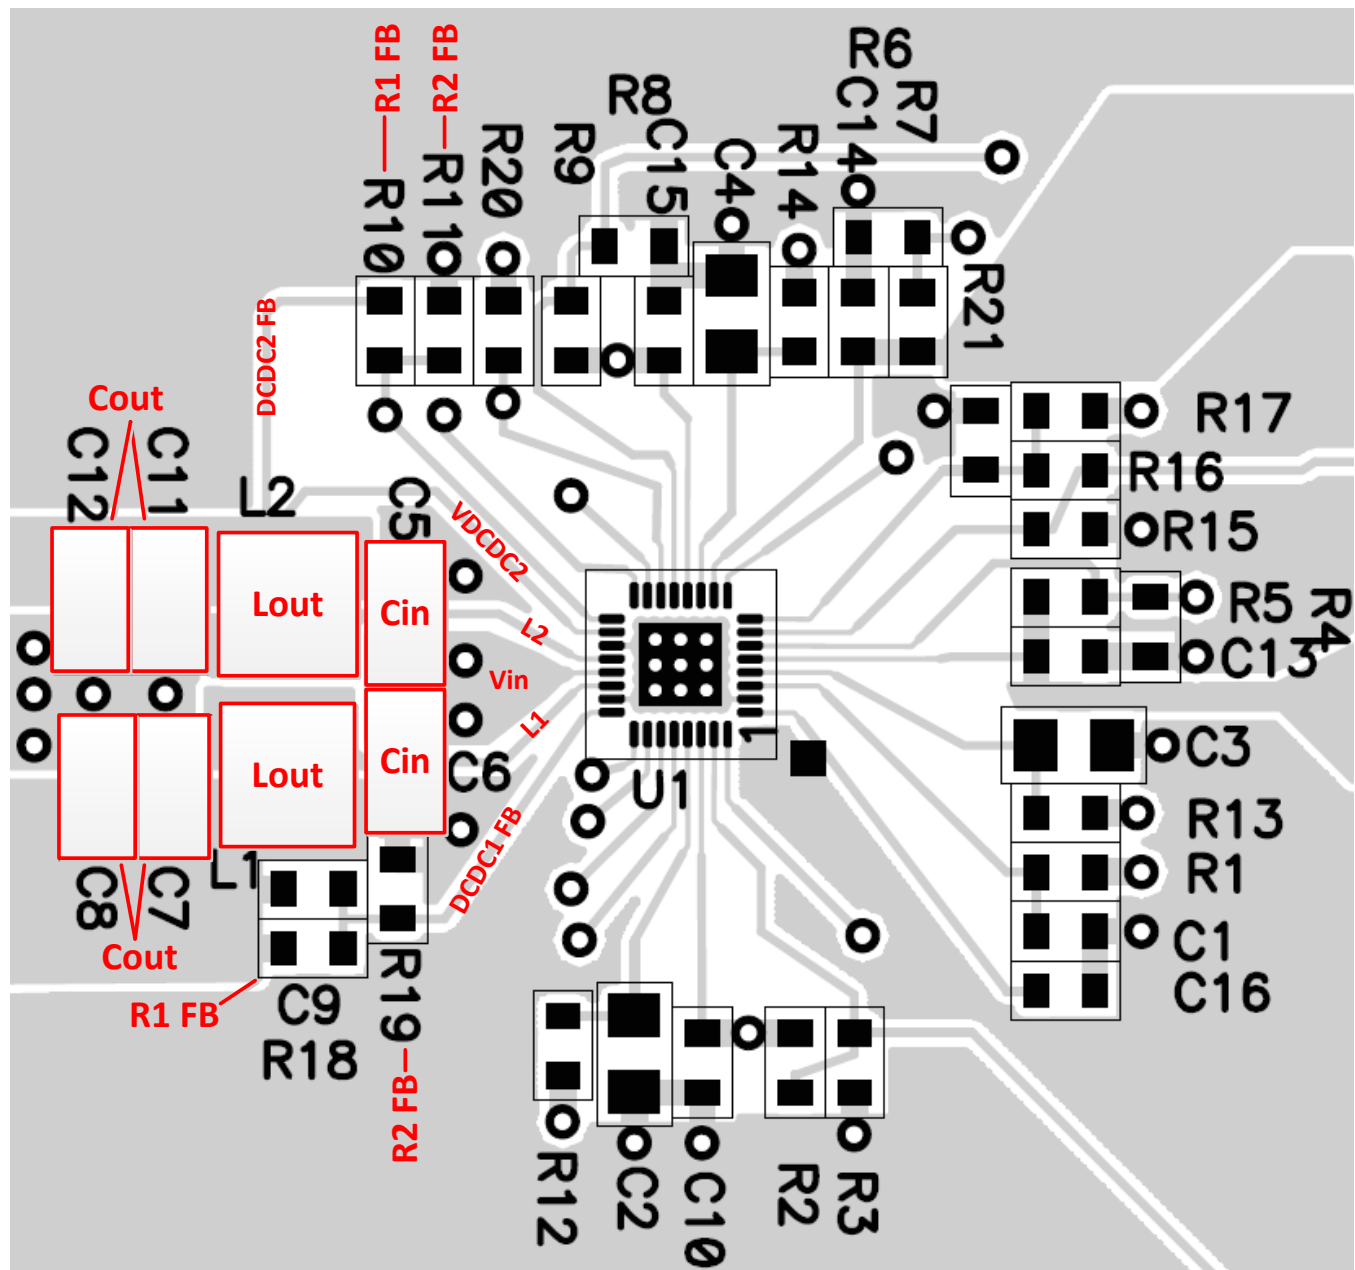 R1 FB
R2 FB
R6
R8
C14
R7
R9
C15
C4
R14
R20
R11
R10
R21
DCDC2 FB
Cout
C12
C11
L2
C5
VDCDC2
R17
R16
R15
Lout
Cin
L2
Vin
L1
R5
R4
C13
Lout
Cin
C6
1
U1
C3
R13
R1
DCDC1 FB
L1
C8
C7
Cout
C1
C16
R1 FB
C9
R18
R19
R2 FB
R12
C2
C10
R2
R3